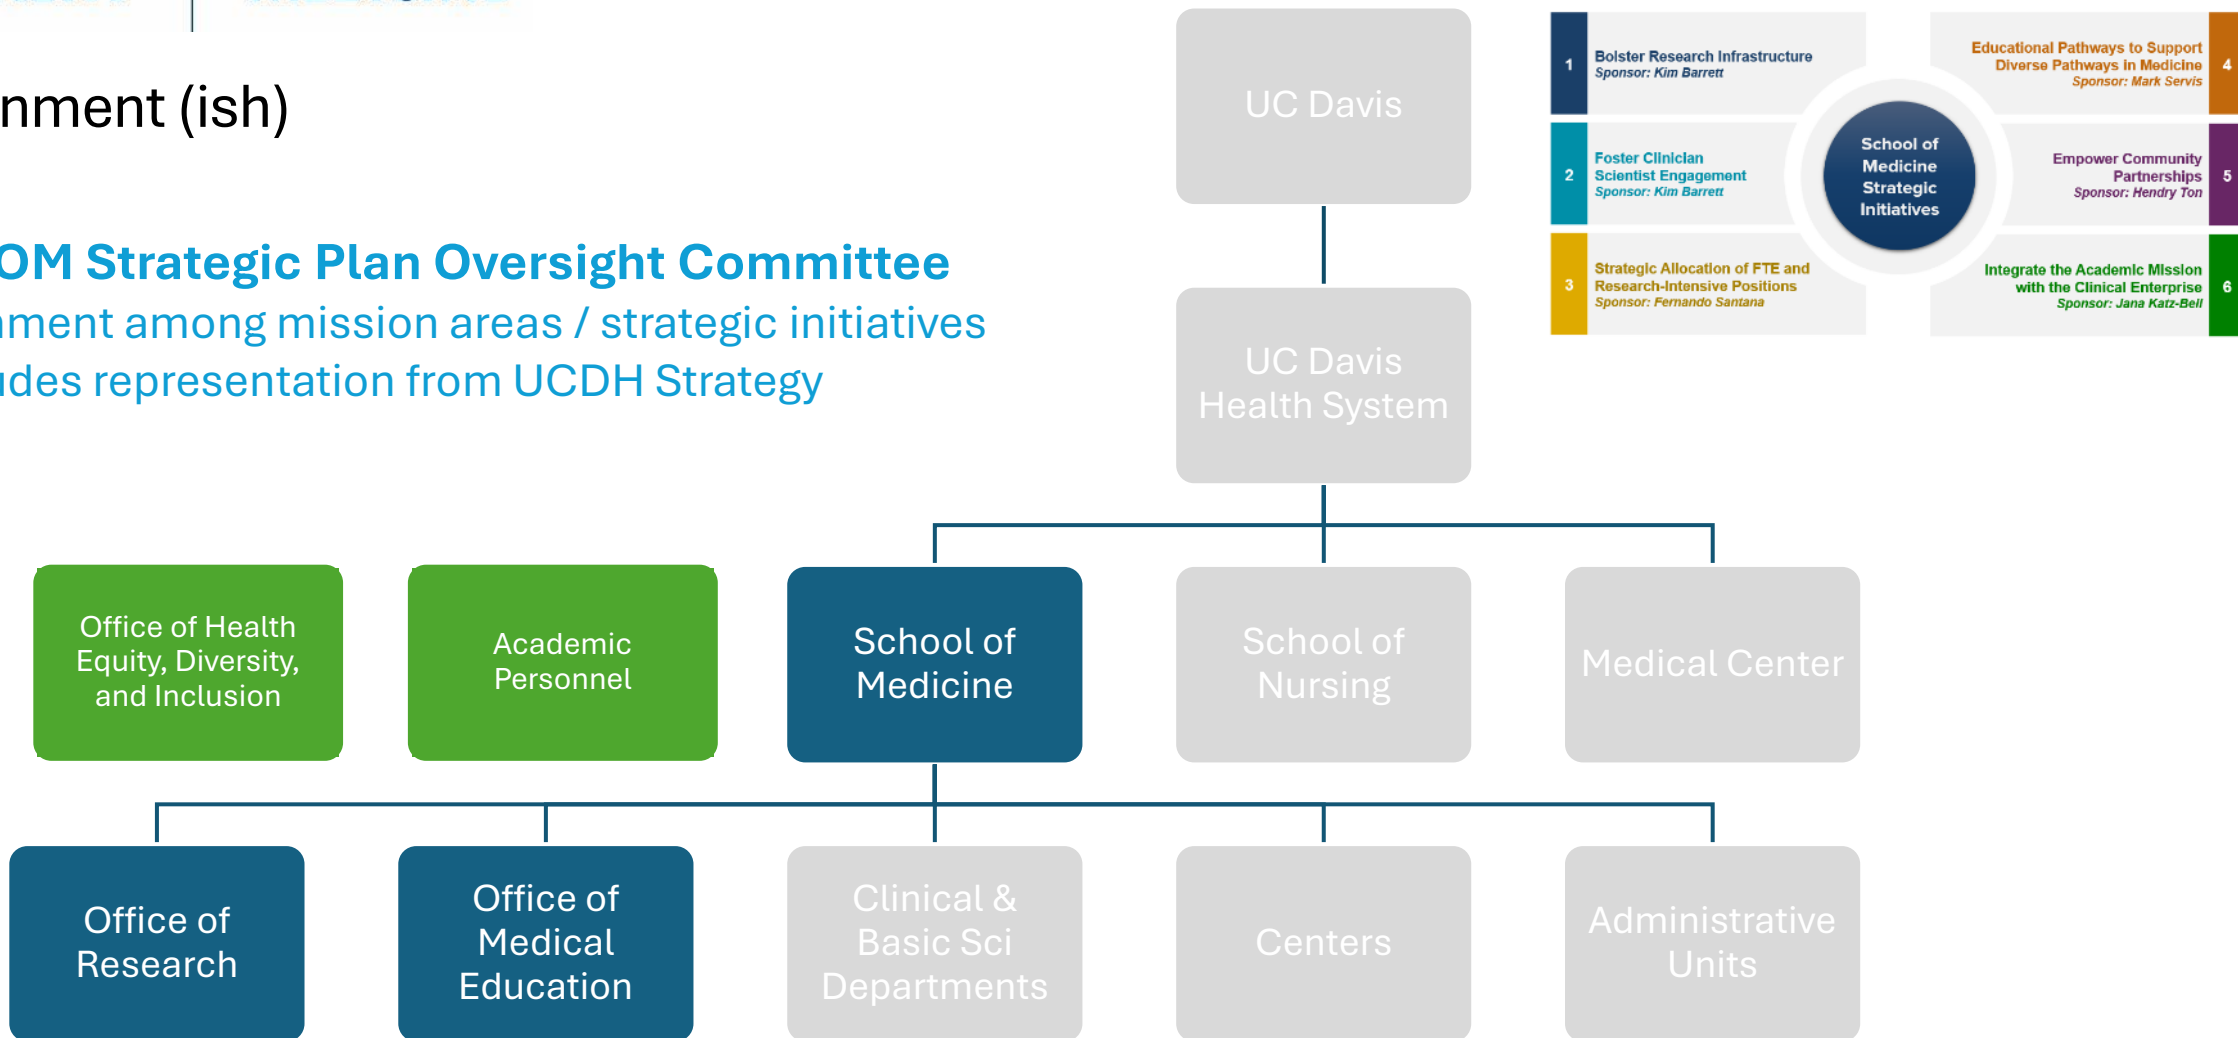 nment (ish)
OM Strategic Plan Oversight Committee
nment among mission areas / strategic initiatives
udes representation from UCDH Strategy
UC Davis
UC Davis
Health System
1
Bolster Research Infrastructure
Sponsor: Kim Barrett
2
Foster Clinician
Scientist Engagement
Sponsor: Kim Barrett
3
Strategic Allocation of FTE and
Research-Intensive Positions
Sponsor: Fernando Santana
School of
Medicine
Strategic
Initiatives
Educational Pathways to Support
Diverse Pathways in Medicine
Sponsor: Mark Servis
4
Empower Community
Partnerships
Sponsor: Hendry Ton
5
Integrate the Academic Mission
with the Clinical Enterprise
Sponsor: Jana Katz-Bell
6
Office of Health
Equity, Diversity,
and Inclusion
Academic
Personnel
School of
Medicine
School of
Nursing
Medical Center
Office of
Research
Office of
Medical
Education
Clinical &
Basic Sci
Departments
Centers
Administrative
Units